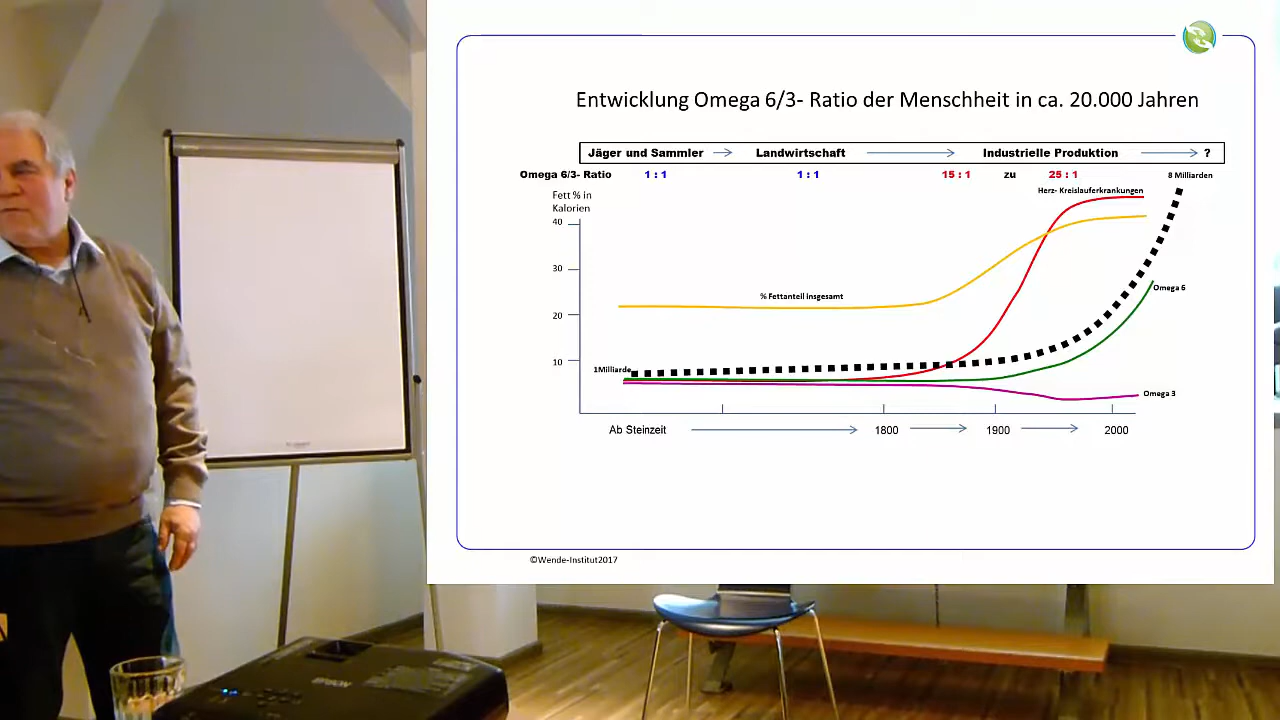 Entwicklung Omega 6/3- Ratio der Menschheit in ca. 20.000 Jahren
Jäger und Sammler Landwirtschaft Industrielle Produktion ?
Omega 6/3- Ratio 1 : 1 1 : 1 15 : 1 zu 25 : 1 8 Milliarden
Herz- Kreislauferkrankungen
Fett % in
Kalorien
40
30
Omega 6
% Fettanteil insgesamt
20
10
1Milliarde
Omega 3
Ab Steinzeit 1800 1900 2000
©Wende-Institut2017
EPSON